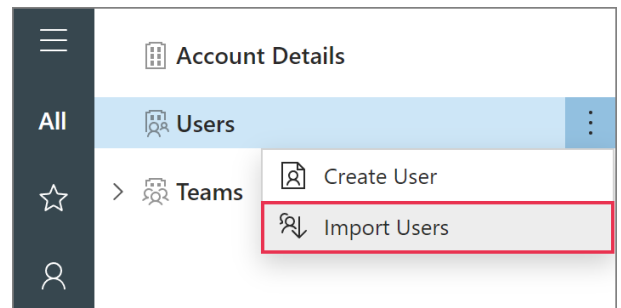 Account Details
All
Users
Create User
Teams
Import Users